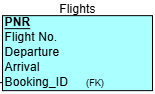 Flights
PNR
Flight No.
Departure
Arrival
Booking_ID (FK)